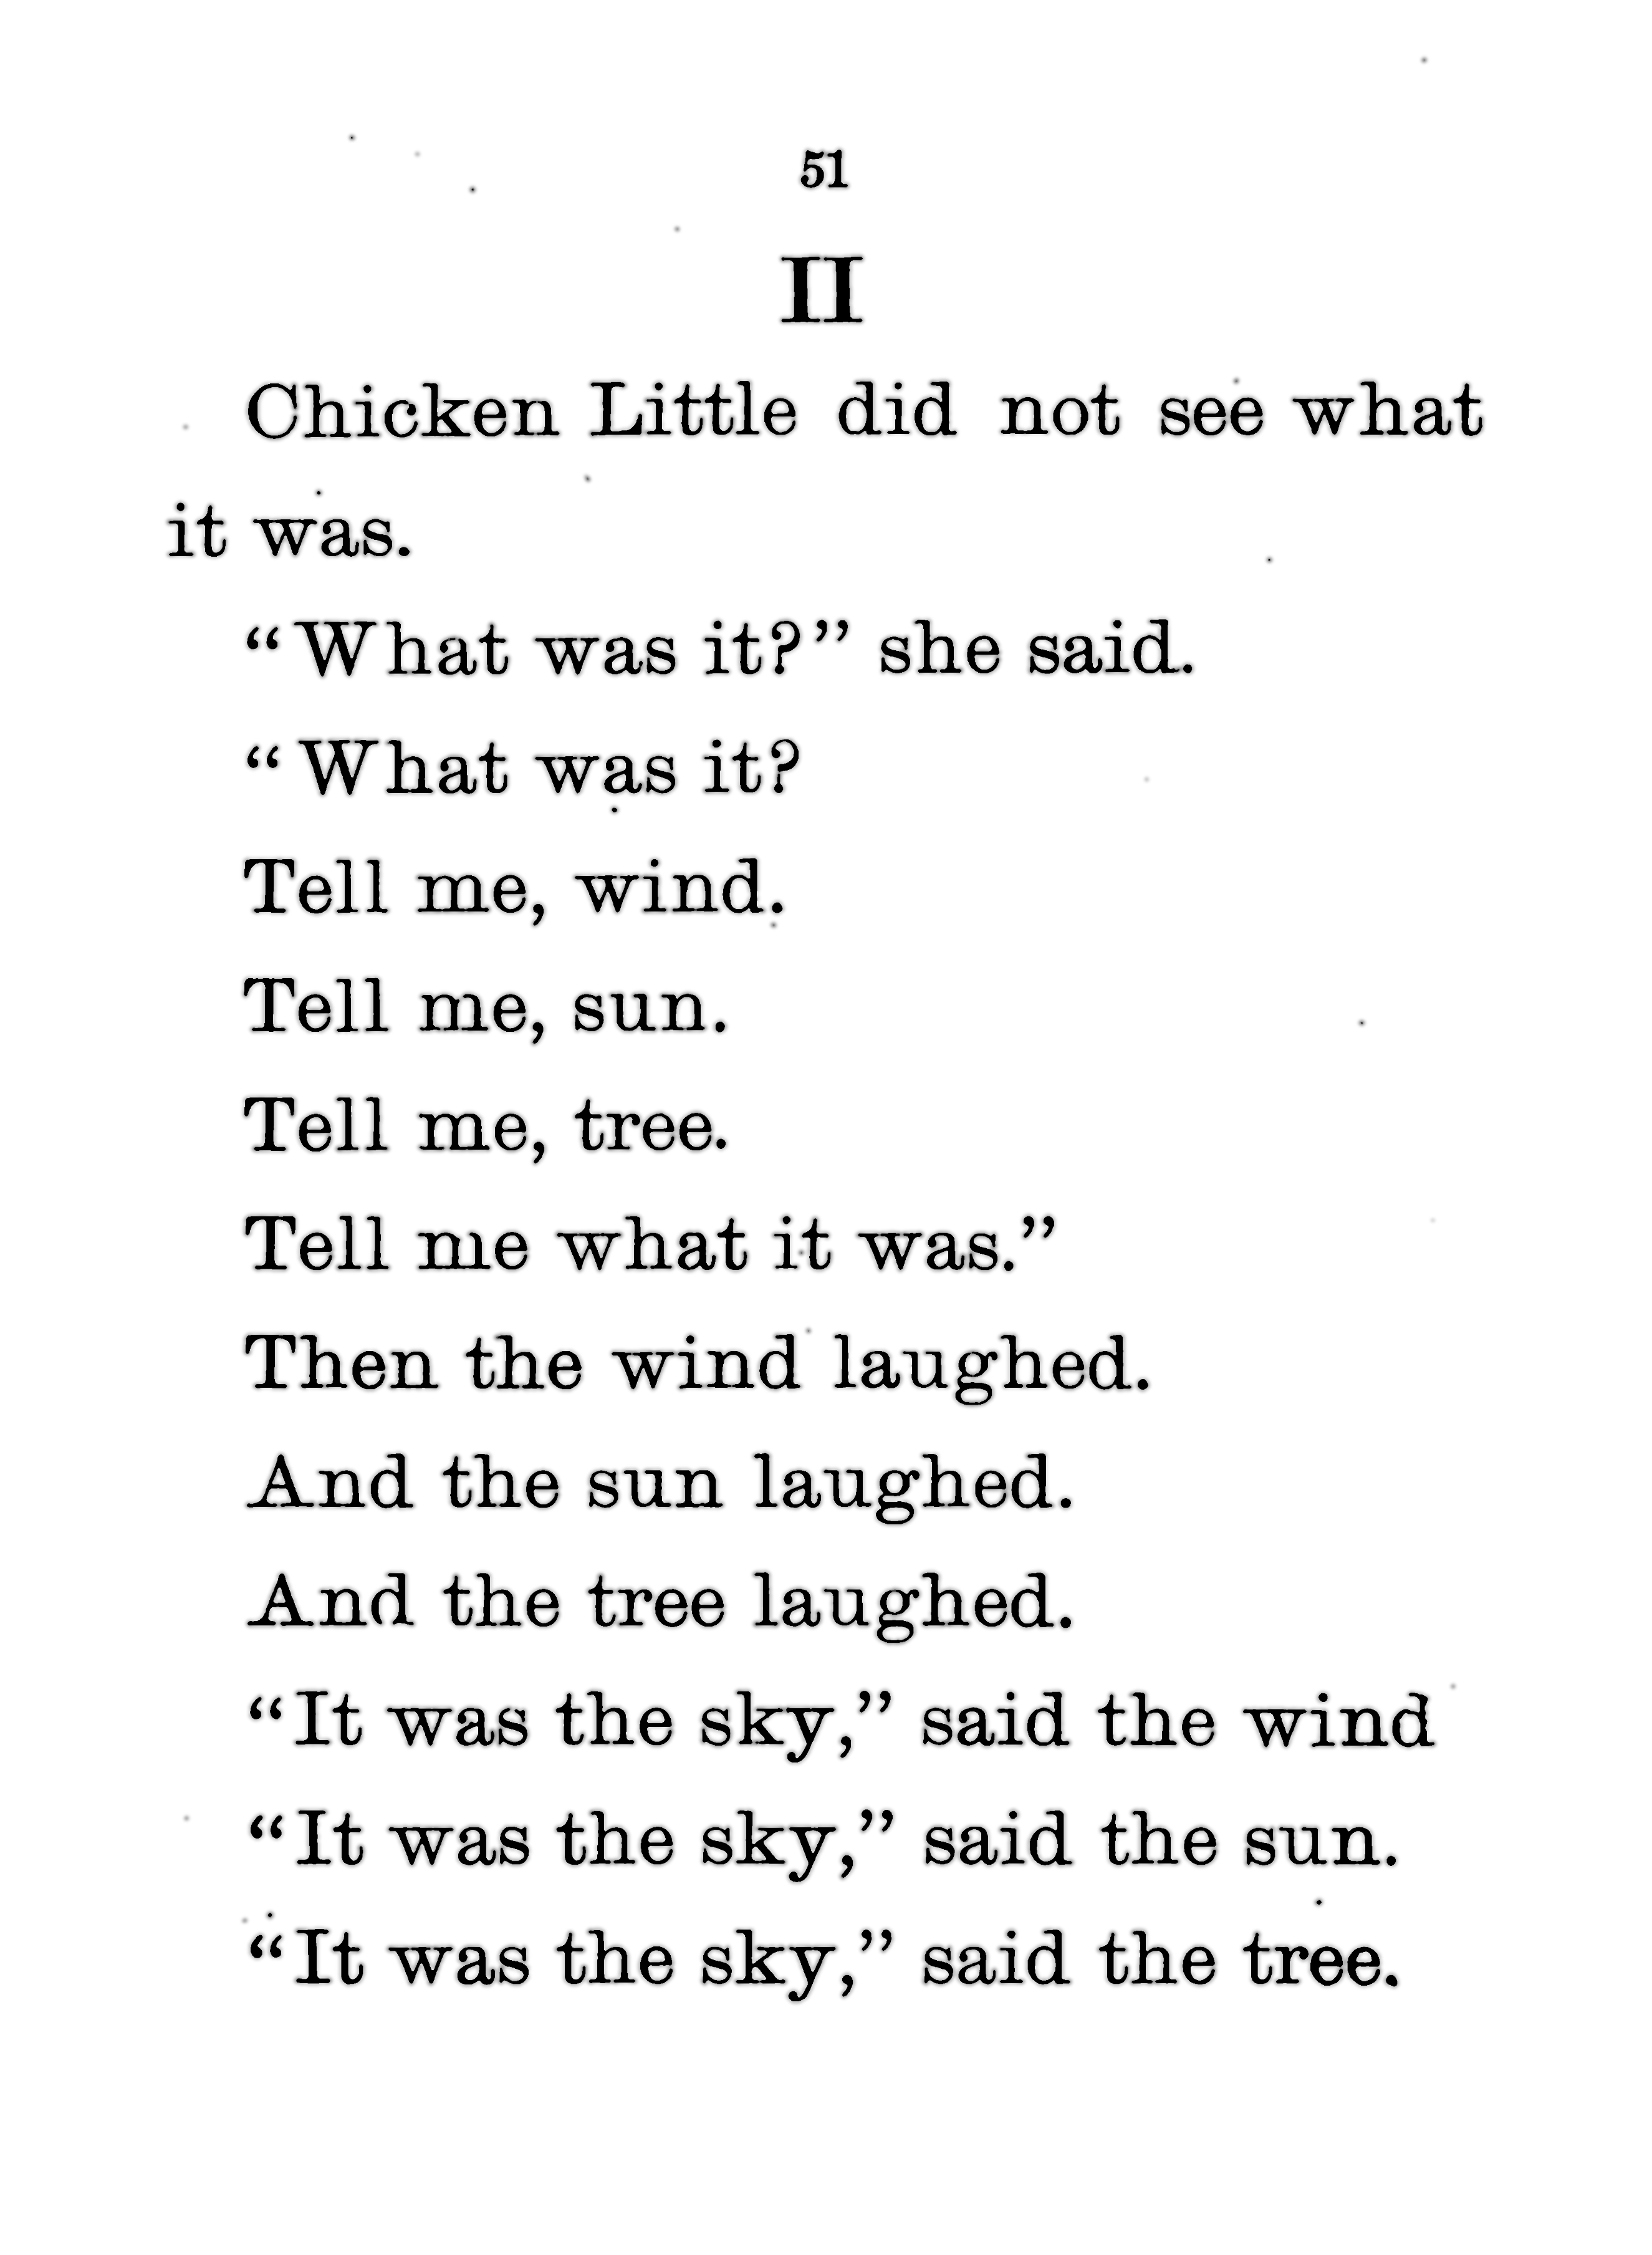 51
II
Chicken Little did not see what
it was.
“What was it?” she said.
“What was it?
Tell me, wind.
Tell me, sun.
Tell me, tree.
Tell me what it was.”
Then the wind laughed.
And the sun laughed.
And the tree laughed.
“It was the sky,” said the wind
“It was the sky,” said the sun.
“It was the sky,” said the tree.